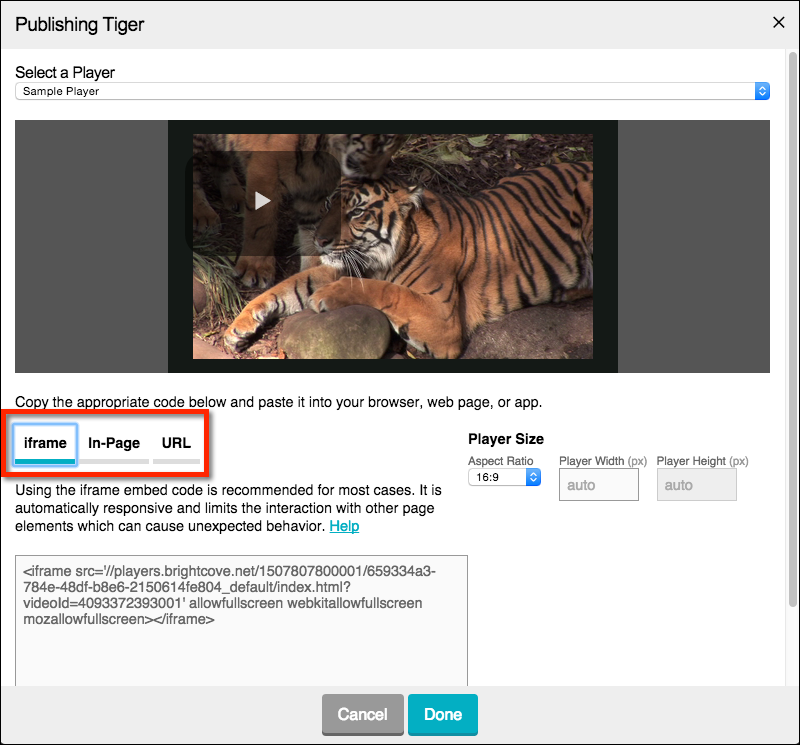 Publishing Tiger
Select a Player
Sample Player
Copy the appropriate code below and paste it into your browser, web page, or app.
iframe In-Page URL
Using the iframe embed code is recommended for most cases. It is
automatically responsive and limits the interaction with other page
elements which can cause unexpected behavior. Help
<iframe src='//players.brightcove.net/1507807800001/659334a3-
784e-48df-b8e6-2150614fe804_default/index.html?
videoId=4093372393001' allowfullscreen webkitallowfullscreen
mozallowfullscreen></iframe>
Player Size
Aspect Ratio Player Width (px) Player Height (px)
16:9 auto auto
Cancel Done